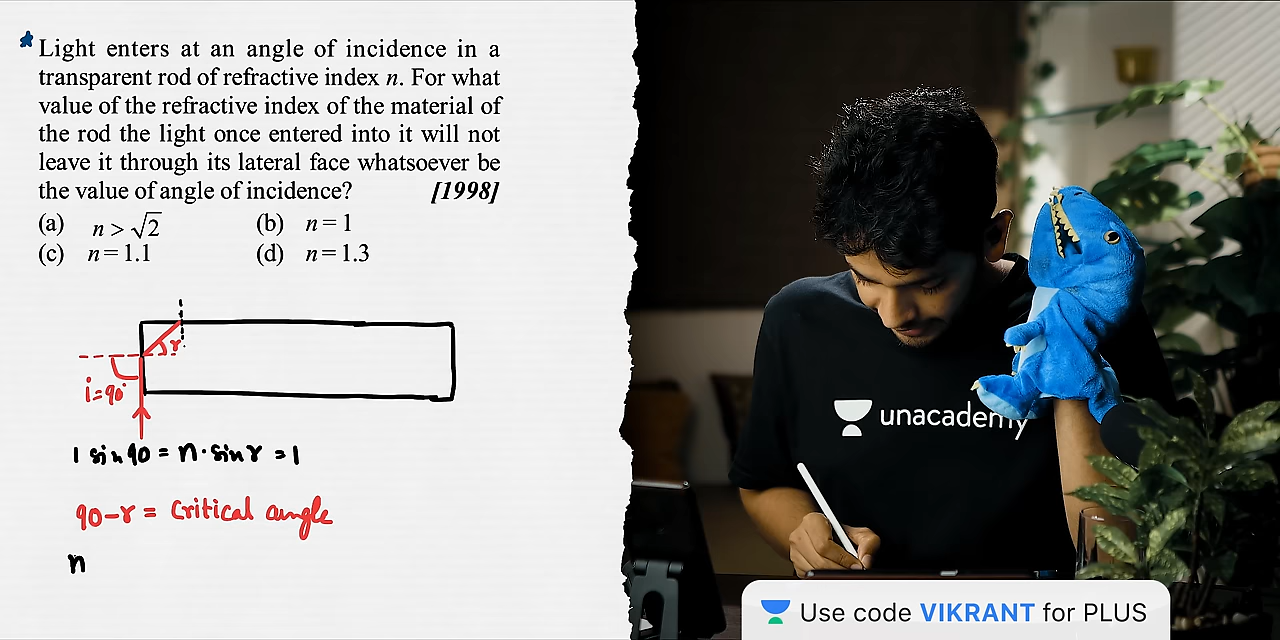 Light enters at an angle of incidence in a
transparent rod of refractive index n. For what
value of the refractive index of the material of
the rod the light once entered into it will not
leave it through its lateral face whatsoever be
the value of angle of incidence? [1998]
(a) n > √2 (b) n = 1
(c) n = 1.1 (d) n = 1.3
r
i=90°
1 sin 90 = n · sin r = 1
90-r = Critical angle
n
unacademy
Use code VIKRANT for PLUS